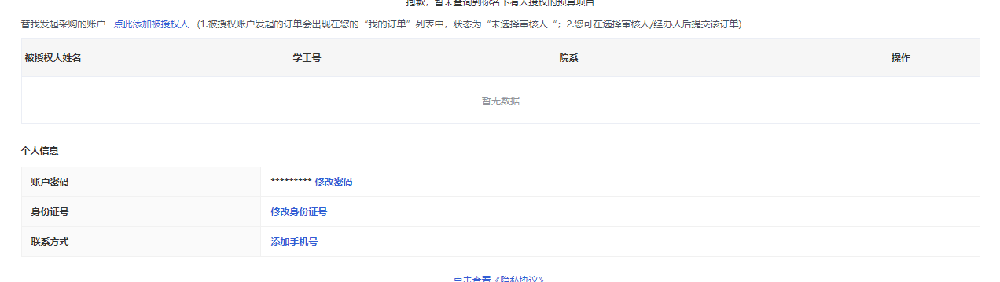 抱歉，暂未查询到你名下有人授权的预算项目
替我发起采购的账户 点此添加被授权人 (1.被授权账户发起的订单会出现在您的“我的订单”列表中，状态为“未选择审核人“；2.您可在选择审核人/经办人后提交该订单)
被授权人姓名 学工号 院系 操作
暂无数据
个人信息
账户密码 ********* 修改密码
身份证号 修改身份证号
联系方式 添加手机号
点击查看《隐私协议》